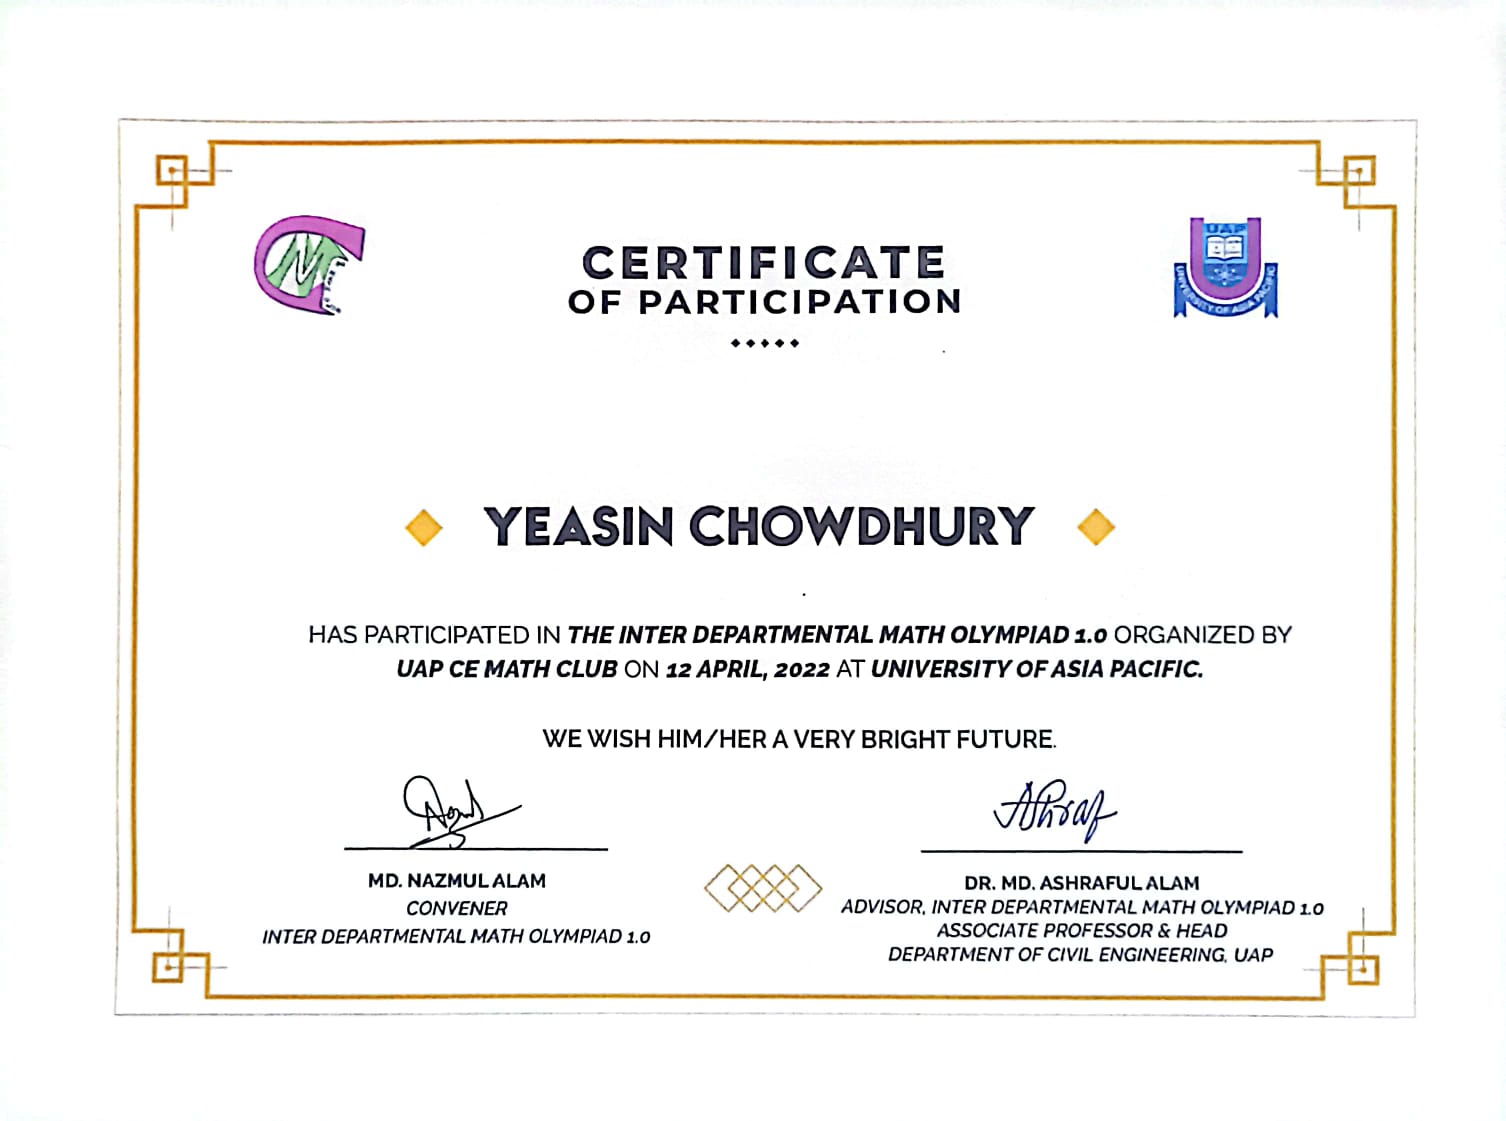 CERTIFICATE
OF PARTICIPATION
UAP
UNIVERSITY OF ASIA PACIFIC
YEASIN CHOWDHURY
HAS PARTICIPATED IN THE INTER DEPARTMENTAL MATH OLYMPIAD 1.0 ORGANIZED BY
UAP CE MATH CLUB ON 12 APRIL, 2022 AT UNIVERSITY OF ASIA PACIFIC.
WE WISH HIM/HER A VERY BRIGHT FUTURE.
MD. NAZMUL ALAM
CONVENER
INTER DEPARTMENTAL MATH OLYMPIAD 1.0
DR. MD. ASHRAFUL ALAM
ADVISOR, INTER DEPARTMENTAL MATH OLYMPIAD 1.0
ASSOCIATE PROFESSOR & HEAD
DEPARTMENT OF CIVIL ENGINEERING, UAP